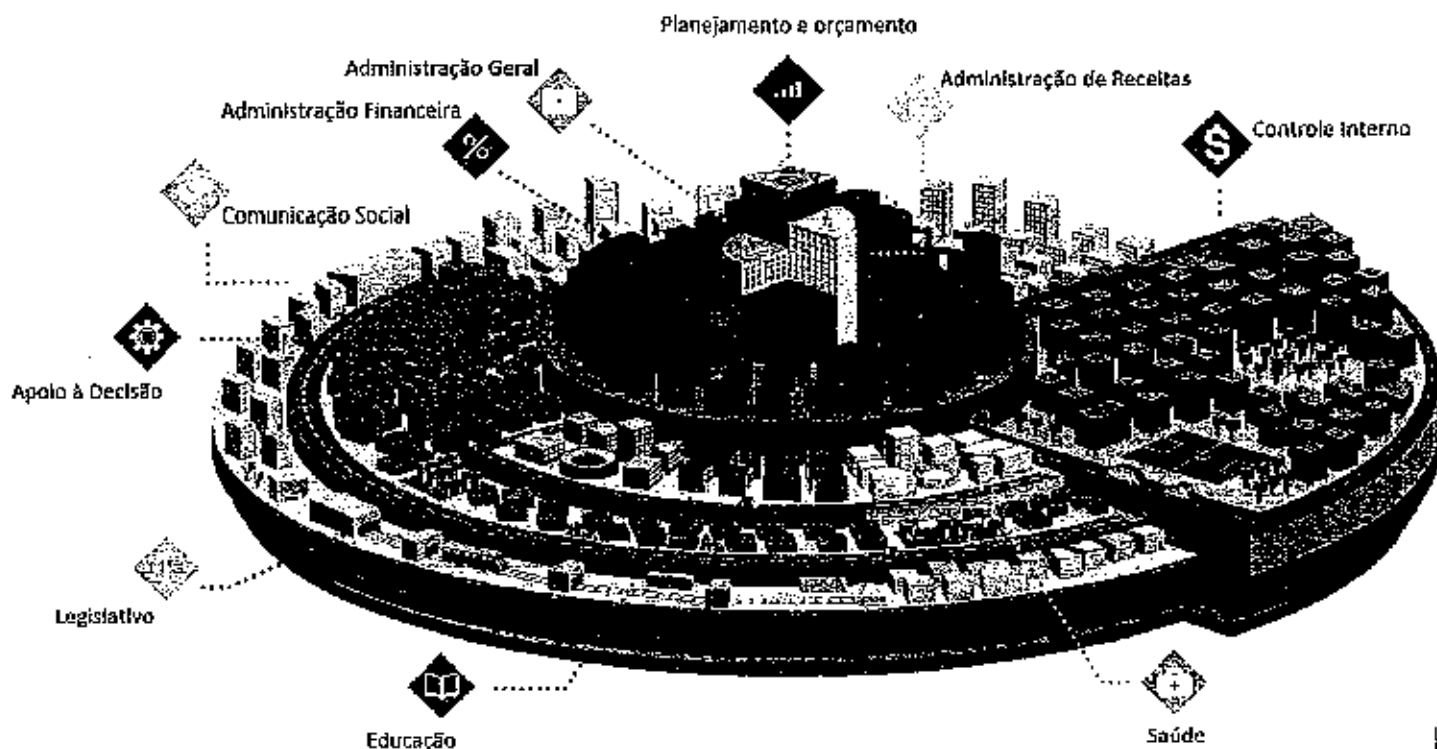 Planejamento e orçamento
Administração Geral
Administração de Receitas
Administração Financeira
Controle Interno
Comunicação Social
Apoio à Decisão
Legislativo
Educação
Saúde